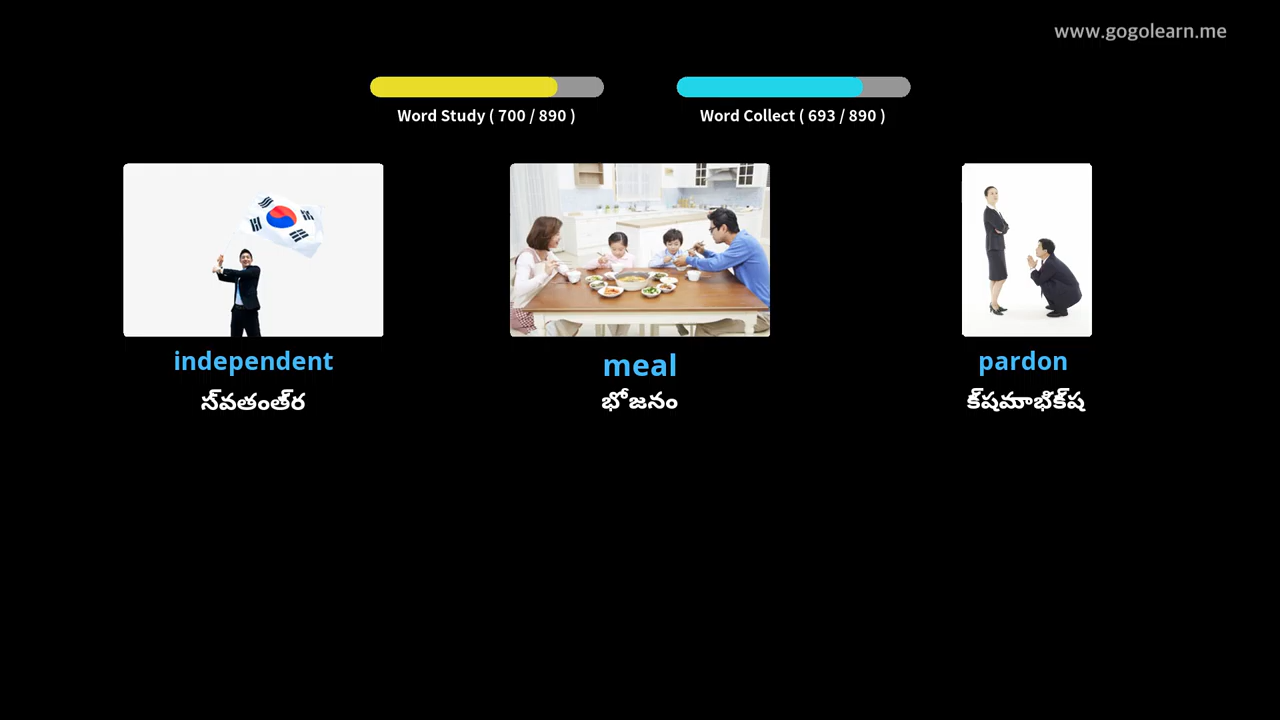 www.gogolearn.me
Word Study ( 700 / 890 )
Word Collect ( 693 / 890 )
independent
meal
pardon
స్‌వతంత్‌ర
భోజనం
క్‌షమాభిక్‌ష